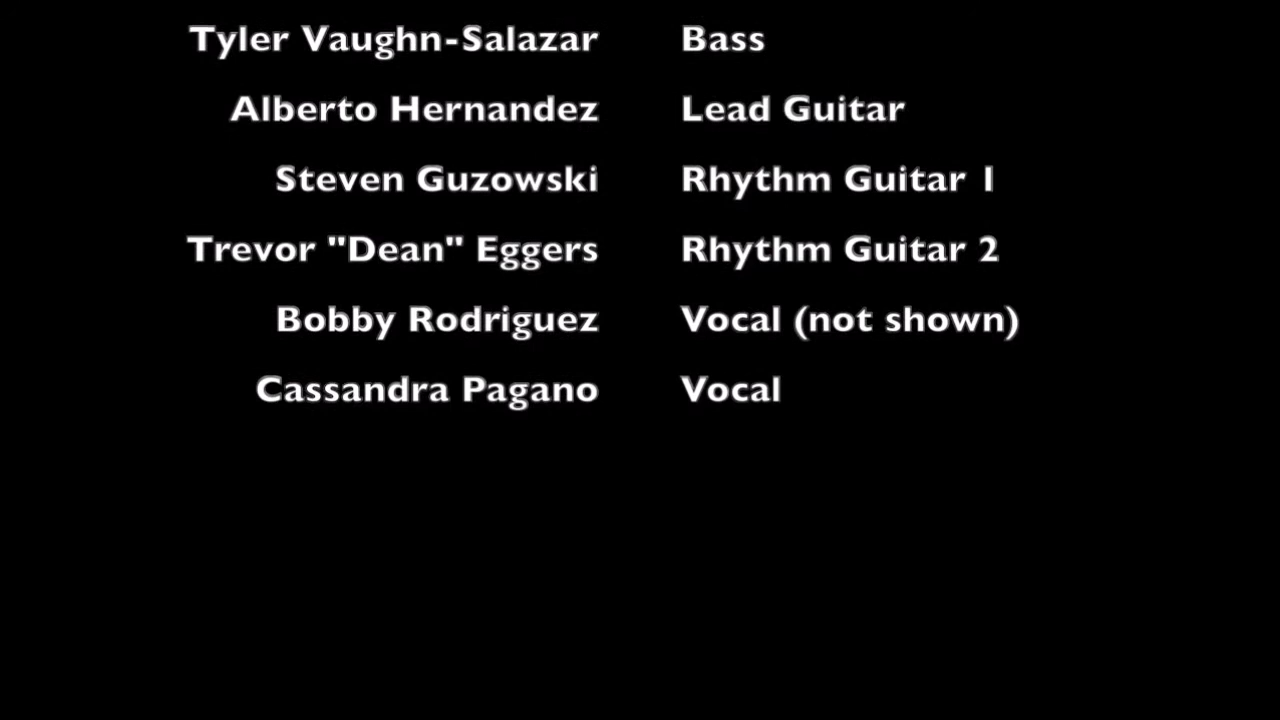 Tyler Vaughn-Salazar Bass
Alberto Hernandez Lead Guitar
Steven Guzowski Rhythm Guitar 1
Trevor "Dean" Eggers Rhythm Guitar 2
Bobby Rodriguez Vocal (not shown)
Cassandra Pagano Vocal